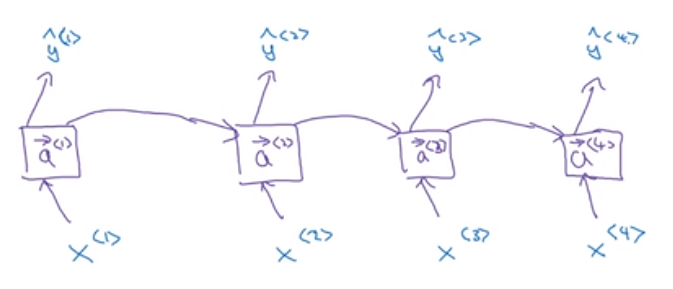 ŷ<1> ŷ<2> ŷ<3> ŷ<4>
a⃗<1> a⃗<2> a⃗<3> a⃗<4>
x<1> x<2> x<3> x<4>